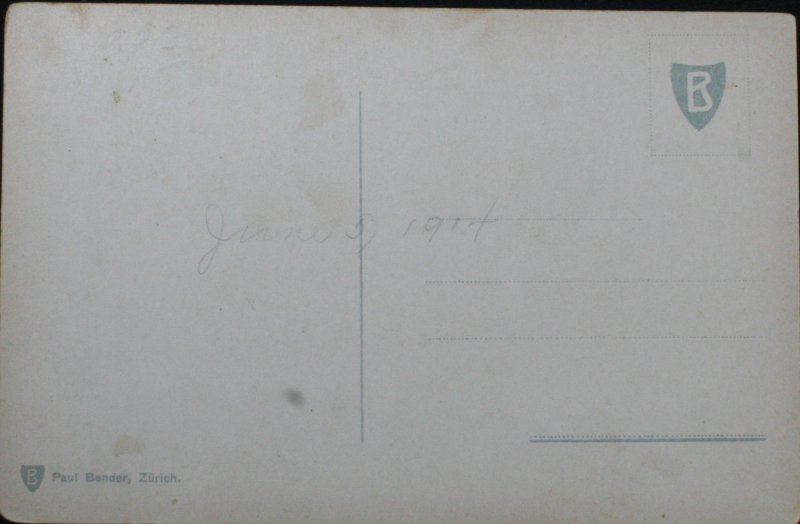 B
June 5, 1914
B Paul Bender, Zürich.